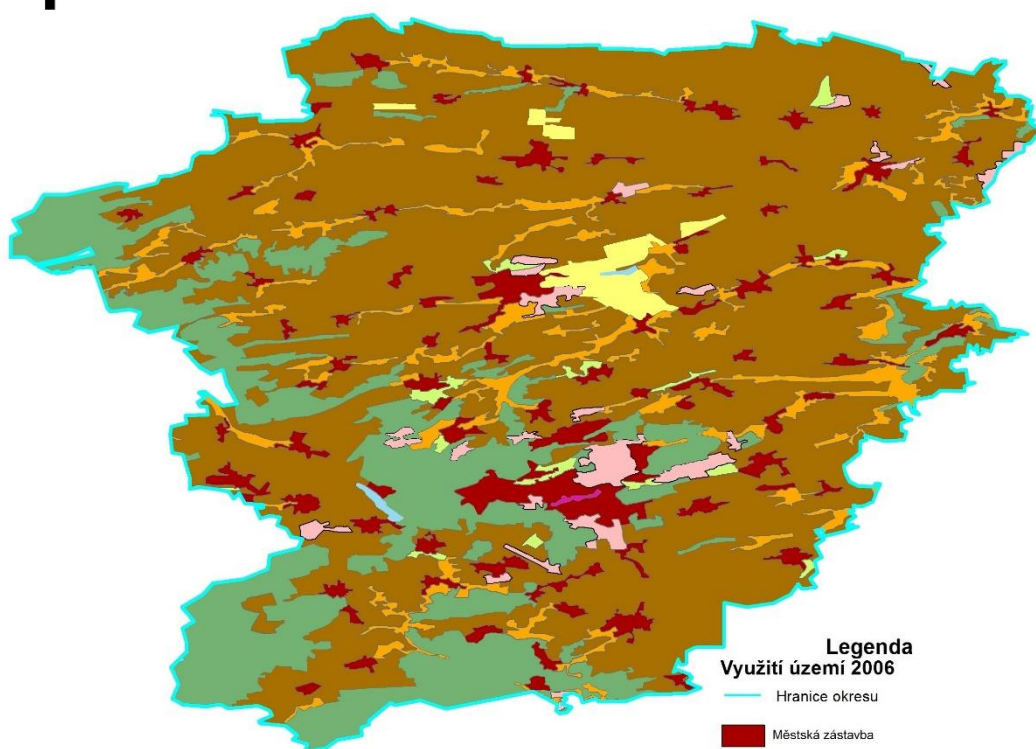 Legenda
Využití území 2006
Hranice okresu
Městská zástavba